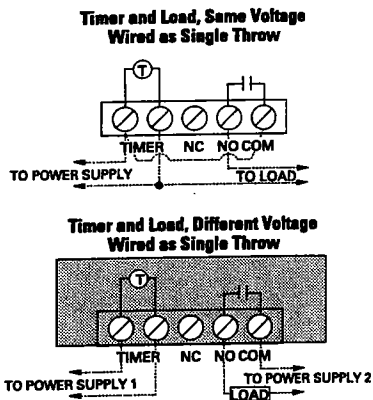 Timer and Load, Same Voltage
Wired as Single Throw
T
TIMER NC NO COM
TO POWER SUPPLY
TO LOAD
Timer and Load, Different Voltage
Wired as Single Throw
T
TIMER NC NO COM
TO POWER SUPPLY 1
TO POWER SUPPLY 2
LOAD